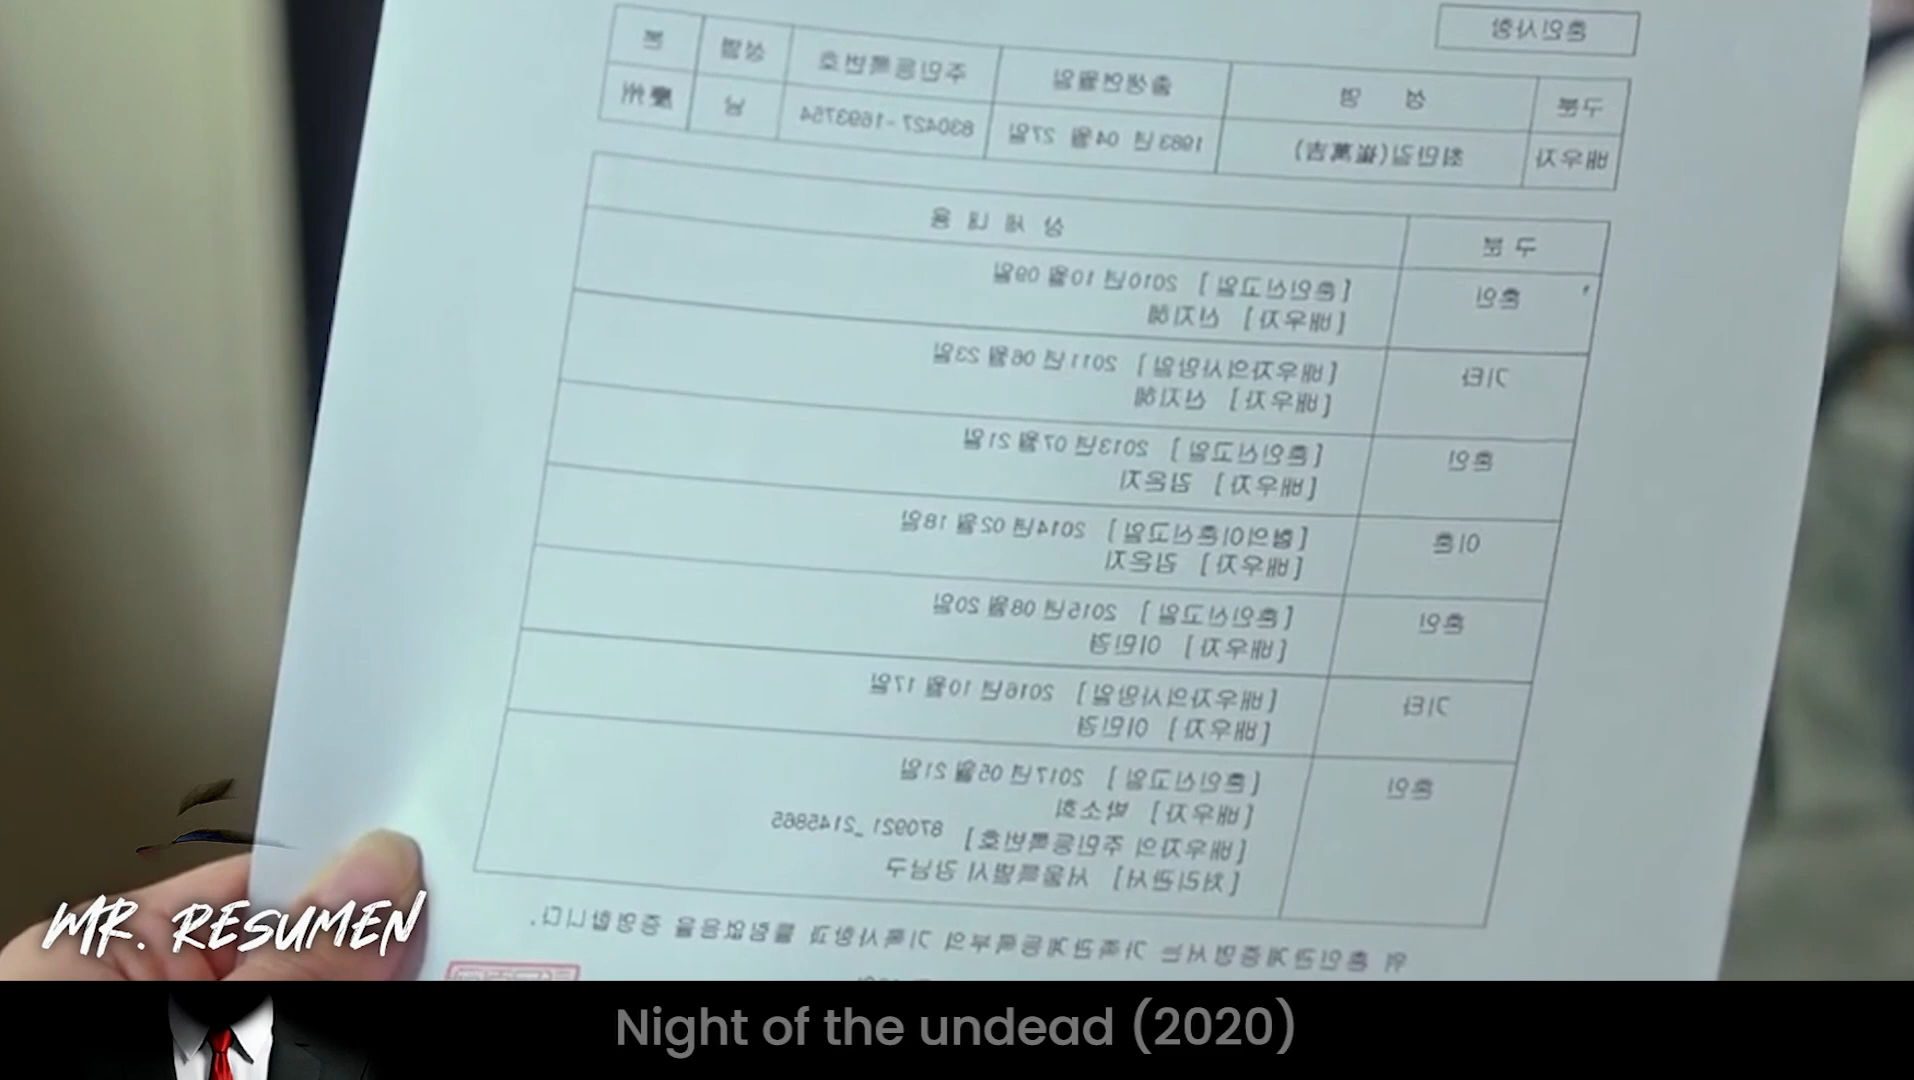 혼인사항
구분 성 명 출생연월일 주민등록번호 성별 본
배우자 최만길(崔萬吉) 1983년 04월 27일 830427-1693754 남 慶州
구 분 상 세 내 용
혼인 [혼인신고일] 2010년 10월 09일
[배우자] 신지혜
기타 [배우자의사망일] 2011년 06월 23일
[배우자] 신지혜
혼인 [혼인신고일] 2013년 07월 21일
[배우자] 김은지
이혼 [협의이혼신고일] 2014년 02월 18일
[배우자] 김은지
혼인 [혼인신고일] 2015년 08월 20일
[배우자] 이민경
기타 [배우자의사망일] 2016년 10월 17일
[배우자] 이민경
혼인 [혼인신고일] 2017년 05월 21일
[배우자] 박소희
[배우자의 주민등록번호] 870921_2145865
[처리관서] 서울특별시 강남구
위 혼인관계증명서는 가족관계등록부의 기록사항과 틀림없음을 증명합니다.
MR. RESUMEN
Night of the undead (2020)